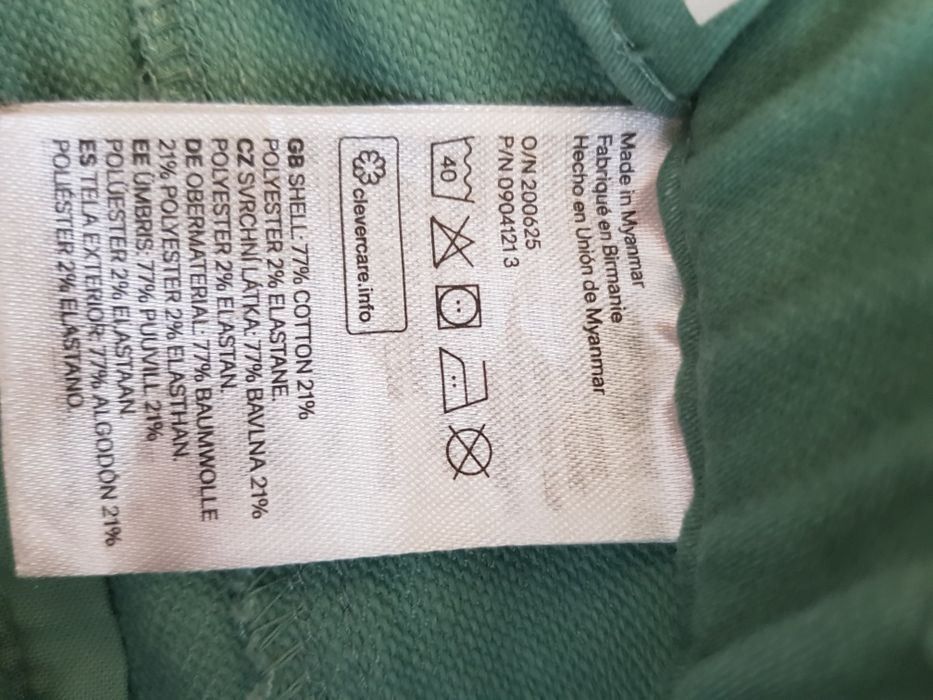 Made in Myanmar
Fabriqué en Birmanie
Hecho en Unión de Myanmar
O/N 200625
P/N 0904121 3
40
clevercare.info
GB SHELL: 77% COTTON 21%
POLYESTER 2% ELASTANE.
CZ SVRCHNÍ LÁTKA: 77% BAVLNA 21%
POLYESTER 2% ELASTAN.
DE OBERMATERIAL: 77% BAUMWOLLE
21% POLYESTER 2% ELASTHAN.
EE ÜMBRIS: 77% PUUVILL 21%
POLÜESTER 2% ELASTAAN.
ES TELA EXTERIOR: 77% ALGODÓN 21%
POLIÉSTER 2% ELASTANO.